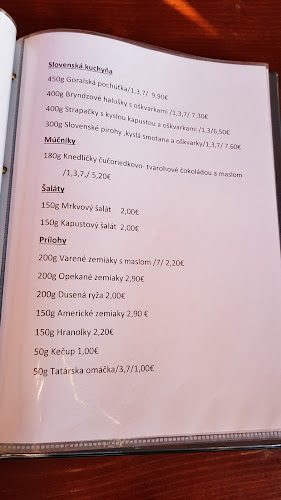 Slovenská kuchyňa
450g Goralská pochúťka/1,3,7/ 9,90€
400g Bryndzové halušky s oškvarkami /1,3,7/ 7,30€
400g Strapačky s kyslou kapustou a oškvarkami /1,3/6,50€
300g Slovenské pirohy ,kyslá smotana a oškvarky/1,3,7/ 7,60€
Múčniky
180g Knedličky čučoriedkovo- tvarohové čokoládou a maslom
/1,3,7,/ 5,20€
Šaláty
150g Mrkvový šalát 2,00€
150g Kapustový šalát 2,00€
Prílohy
200g Varené zemiaky s maslom /7/ 2,20€
200g Opekané zemiaky 2,90€
200g Dusená ryža 2,00€
150g Americké zemiaky 2,90 €
150g Hranolky 2,20€
50g Kečup 1,00€
50g Tatárska omáčka/3,7/1,00€